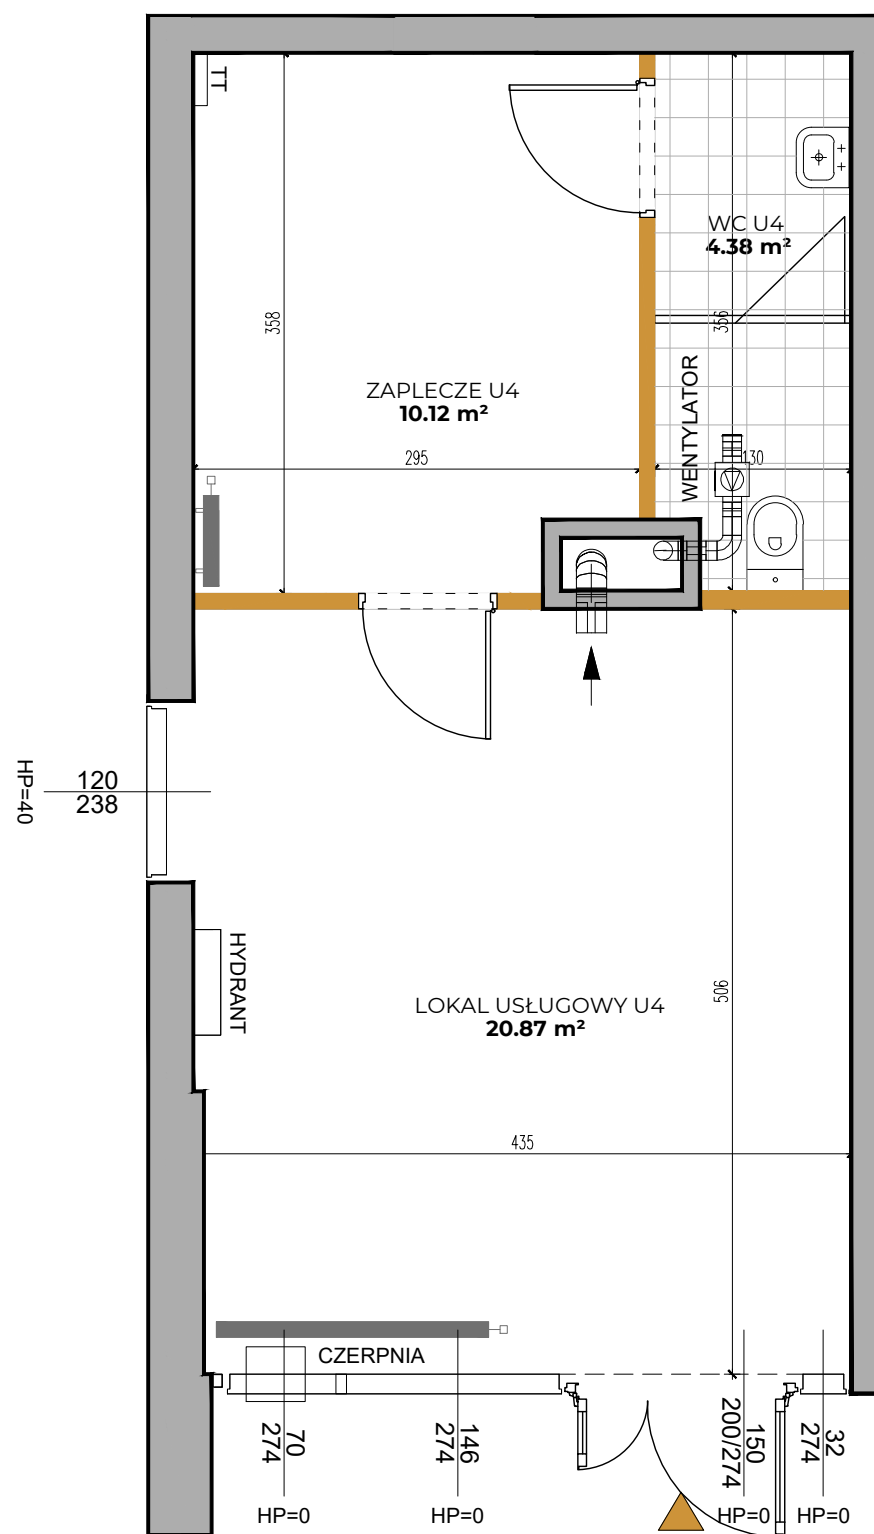 TT
WC U4
4.38 m²
358
356
ZAPLECZE U4
10.12 m²
WENTYLATOR
295
130
HP=40
120
238
HYDRANT
LOKAL USŁUGOWY U4
20.87 m²
506
435
CZERPNIA
70
274
146
274
150
200/274
32
274
HP=0
HP=0
HP=0
HP=0